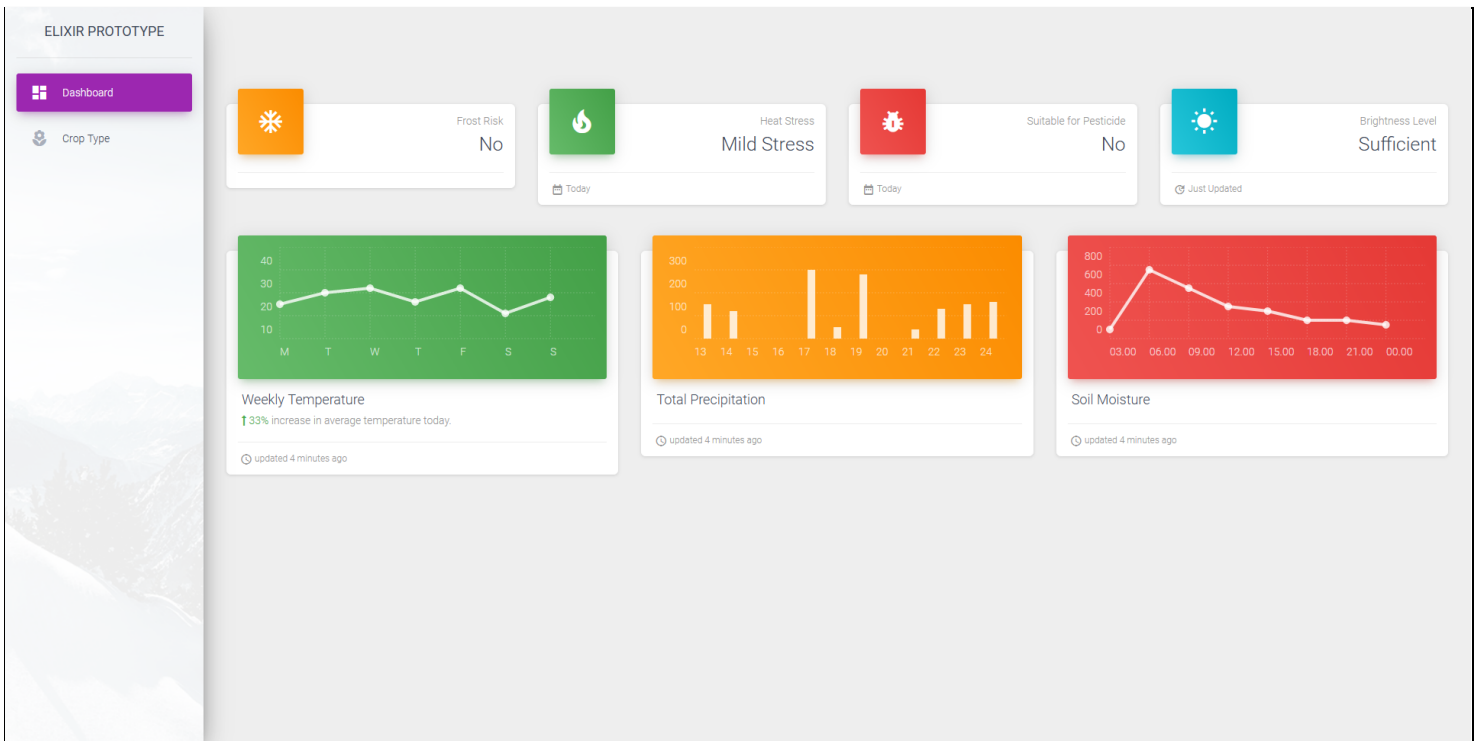 ELIXIR PROTOTYPE
Dashboard
Crop Type
Frost Risk
No
Heat Stress
Mild Stress
Today
Suitable for Pesticide
No
Today
Brightness Level
Sufficient
Just Updated
40
30
20
10
M T W T F S S
Weekly Temperature
33% increase in average temperature today.
updated 4 minutes ago
300
200
100
0
13 14 15 16 17 18 19 20 21 22 23 24
Total Precipitation
updated 4 minutes ago
800
600
400
200
0
03.00 06.00 09.00 12.00 15.00 18.00 21.00 00.00
Soil Moisture
updated 4 minutes ago